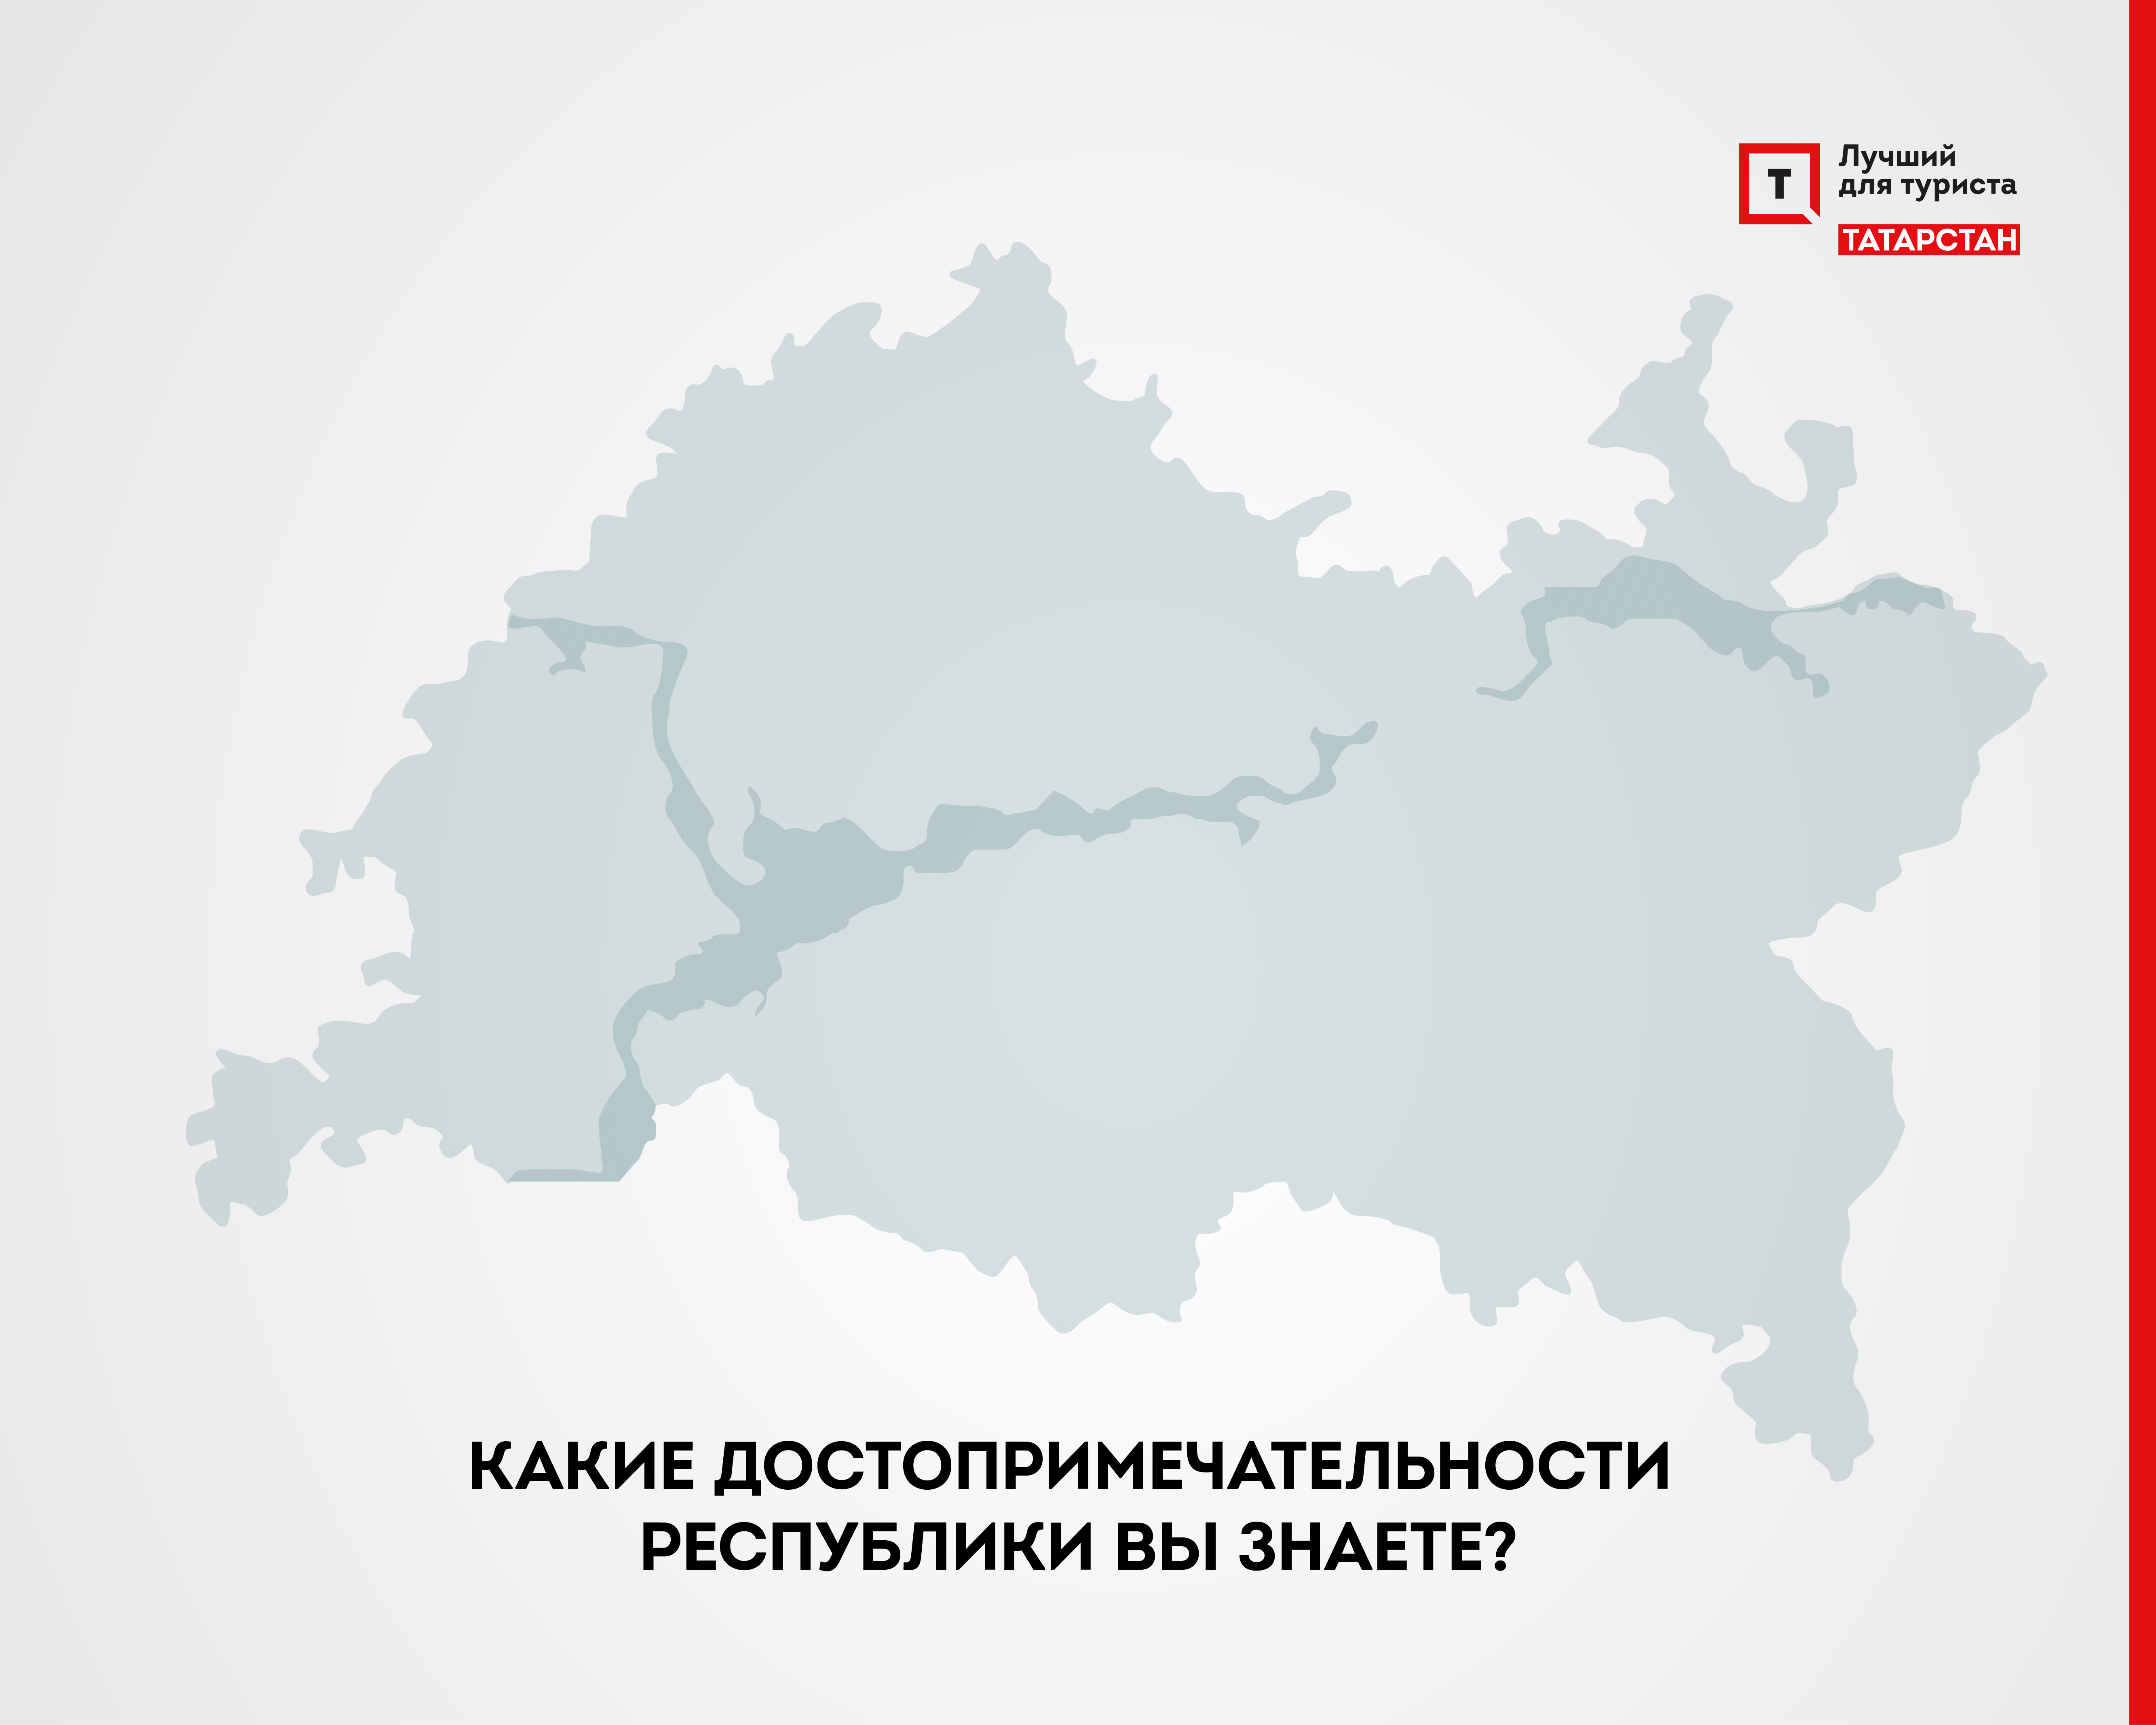 Т
Лучший
для туриста
ТАТАРСТАН
КАКИЕ ДОСТОПРИМЕЧАТЕЛЬНОСТИ
РЕСПУБЛИКИ ВЫ ЗНАЕТЕ?